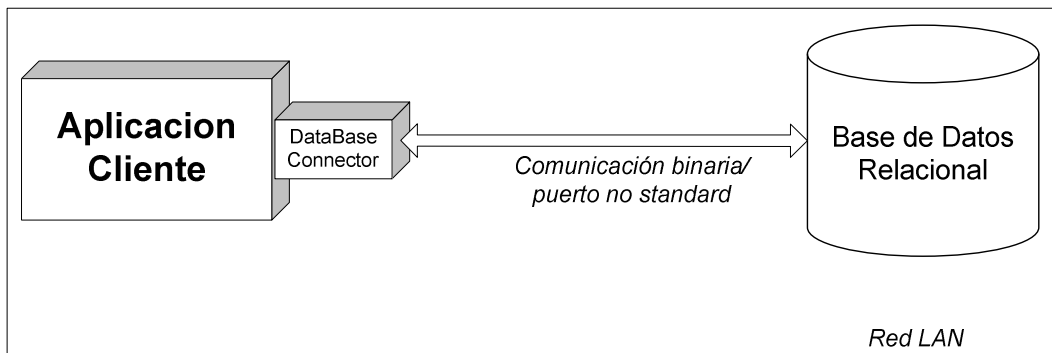 Aplicacion
Cliente
DataBase
Connector
Comunicación binaria/
puerto no standard
Base de Datos
Relacional
Red LAN